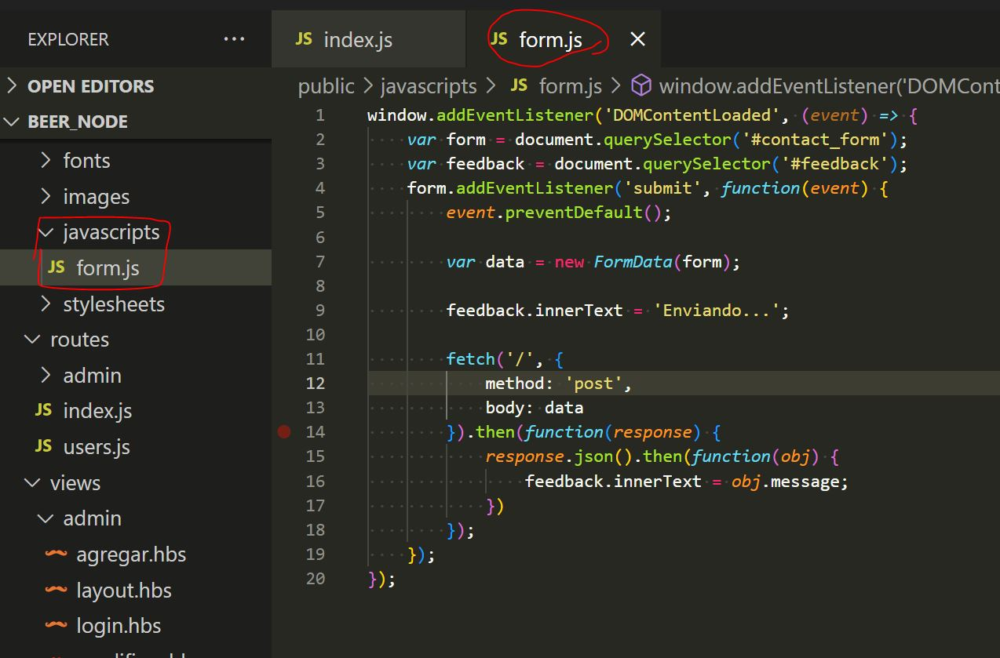 EXPLORER ...
JS index.js
JS form.js
OPEN EDITORS
BEER_NODE
fonts
images
javascripts
JS form.js
stylesheets
routes
admin
JS index.js
JS users.js
views
admin
agregar.hbs
layout.hbs
login.hbs
public > javascripts > JS form.js > window.addEventListener('DOMCont
1 window.addEventListener('DOMContentLoaded', (event) => {
2     var form = document.querySelector('#contact_form');
3     var feedback = document.querySelector('#feedback');
4     form.addEventListener('submit', function(event) {
5         event.preventDefault();
6
7         var data = new FormData(form);
8
9         feedback.innerText = 'Enviando...';
10
11         fetch('/', {
12             method: 'post',
13             body: data
14         }).then(function(response) {
15             response.json().then(function(obj) {
16                 feedback.innerText = obj.message;
17             })
18         });
19     });
20 });